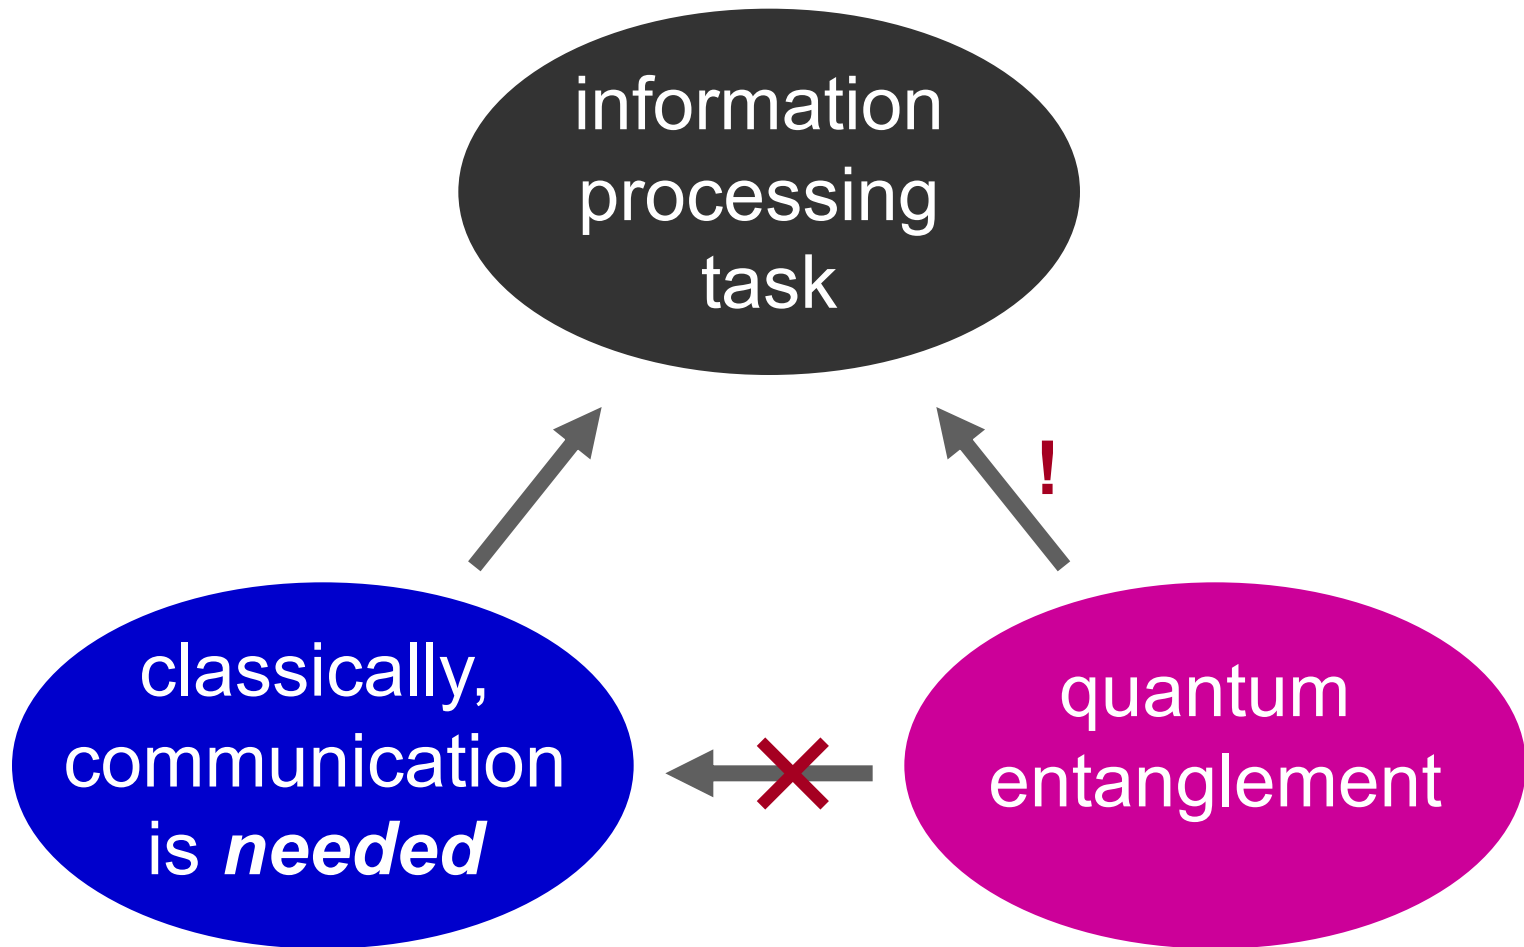 information
processing
task
!
classically,
communication
is needed
quantum
entanglement